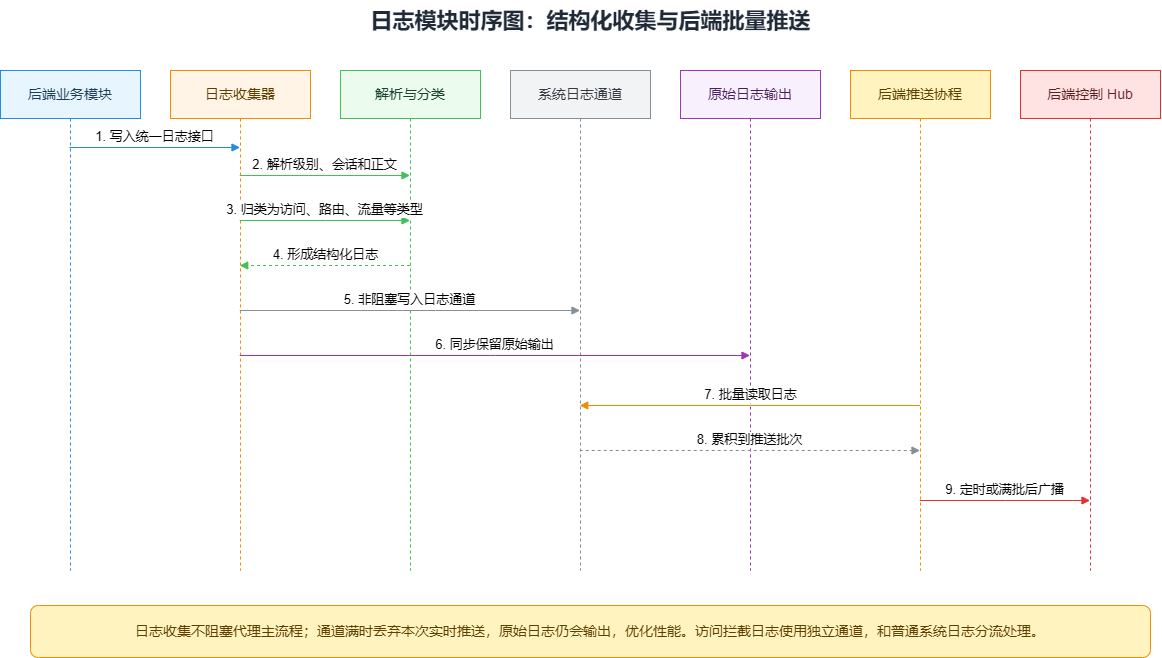 日志模块时序图：结构化收集与后端批量推送
后端业务模块
日志收集器
解析与分类
系统日志通道
原始日志输出
后端推送协程
后端控制 Hub
1. 写入统一日志接口
2. 解析级别、会话和正文
3. 归类为访问、路由、流量等类型
4. 形成结构化日志
5. 非阻塞写入日志通道
6. 同步保留原始输出
7. 批量读取日志
8. 累积到推送批次
9. 定时或满批后广播
日志收集不阻塞代理主流程；通道满时丢弃本次实时推送，原始日志仍会输出，优化性能。访问拦截日志使用独立通道，和普通系统日志分流处理。